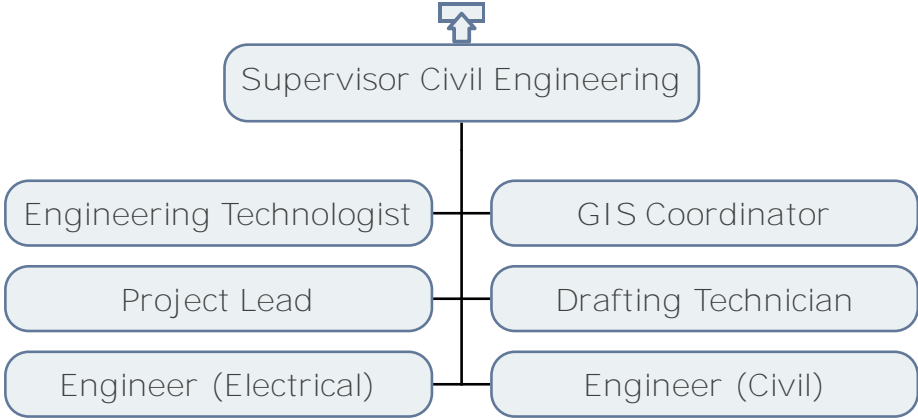 Supervisor Civil Engineering
Engineering Technologist
GIS Coordinator
Project Lead
Drafting Technician
Engineer (Electrical)
Engineer (Civil)